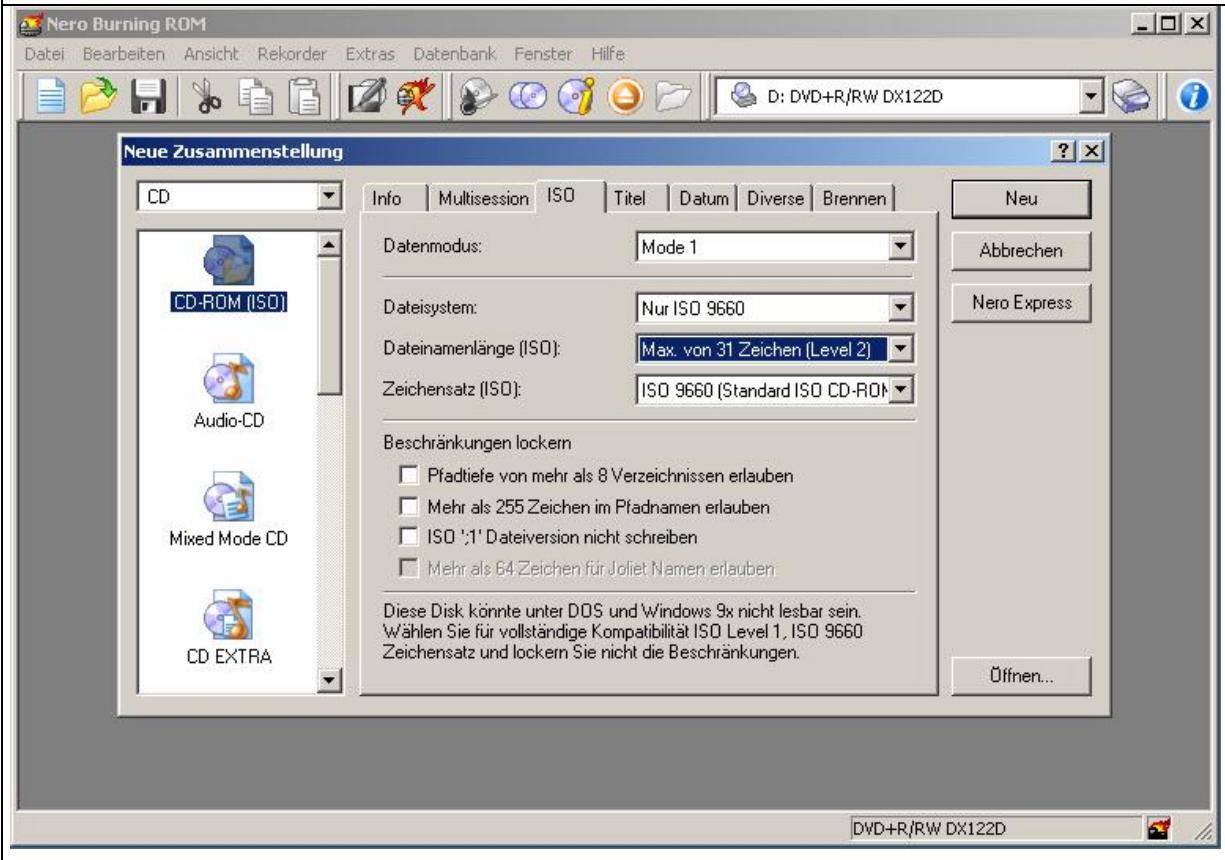 Nero Burning ROM
Datei Bearbeiten Ansicht Rekorder Extras Datenbank Fenster Hilfe
D: DVD+R/RW DX122D
Neue Zusammenstellung
CD
CD-ROM (ISO)
Audio-CD
Mixed Mode CD
CD EXTRA
Info Multisession ISO Titel Datum Diverse Brennen
Datenmodus: Mode 1
Dateisystem: Nur ISO 9660
Dateinamenlänge (ISO): Max. von 31 Zeichen (Level 2)
Zeichensatz (ISO): ISO 9660 (Standard ISO CD-ROM
Beschränkungen lockern
Pfadtiefe von mehr als 8 Verzeichnissen erlauben
Mehr als 255 Zeichen im Pfadnamen erlauben
ISO ';1' Dateiversion nicht schreiben
Mehr als 64 Zeichen für Joliet Namen erlauben
Diese Disk könnte unter DOS und Windows 9x nicht lesbar sein.
Wählen Sie für vollständige Kompatibilität ISO Level 1, ISO 9660
Zeichensatz und lockern Sie nicht die Beschränkungen.
Neu
Abbrechen
Nero Express
Öffnen...
DVD+R/RW DX122D